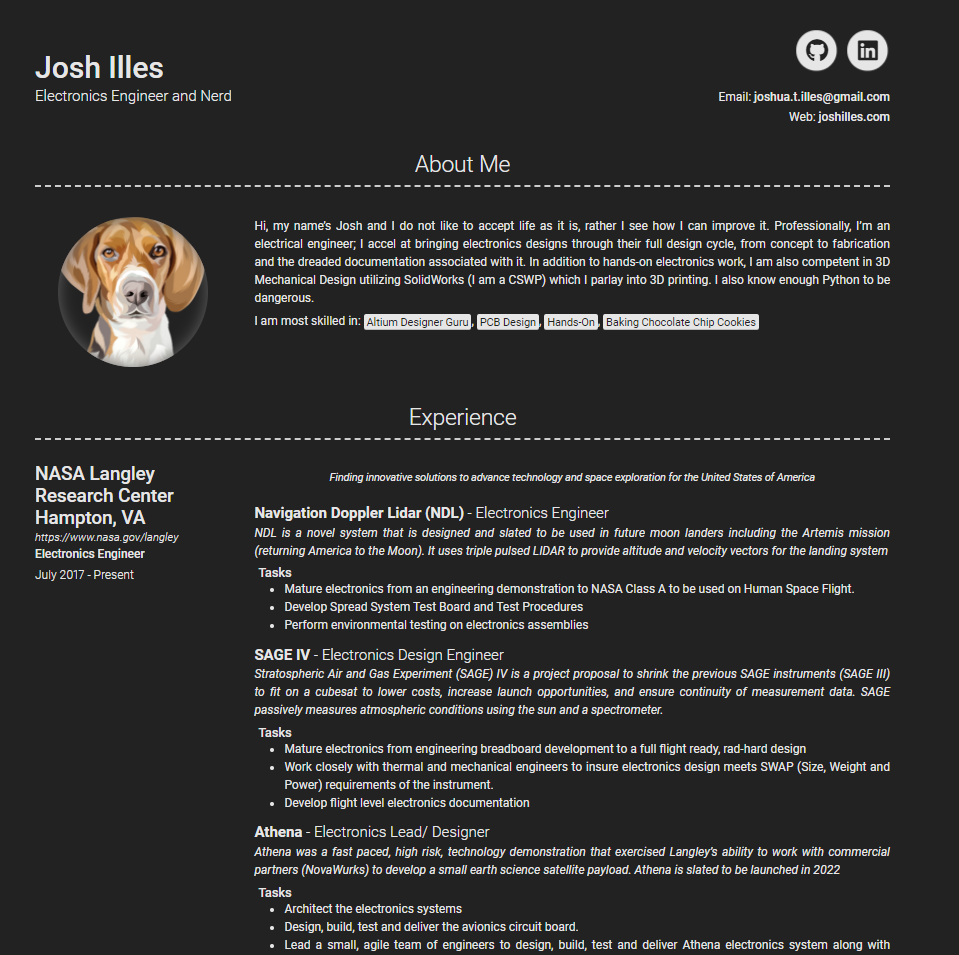 Josh Illes
Electronics Engineer and Nerd
Email: joshua.t.illes@gmail.com
Web: joshilles.com
About Me
Hi, my name's Josh and I do not like to accept life as it is, rather I see how I can improve it. Professionally, I'm an
electrical engineer; I accel at bringing electronics designs through their full design cycle, from concept to fabrication
and the dreaded documentation associated with it. In addition to hands-on electronics work, I am also competent in 3D
Mechanical Design utilizing SolidWorks (I am a CSWP) which I parlay into 3D printing. I also know enough Python to be
dangerous.
I am most skilled in: Altium Designer Guru, PCB Design, Hands-On, Baking Chocolate Chip Cookies
Experience
NASA Langley
Research Center
Hampton, VA
https://www.nasa.gov/langley
Electronics Engineer
July 2017 - Present
Finding innovative solutions to advance technology and space exploration for the United States of America
Navigation Doppler Lidar (NDL) - Electronics Engineer
NDL is a novel system that is designed and slated to be used in future moon landers including the Artemis mission
(returning America to the Moon). It uses triple pulsed LIDAR to provide altitude and velocity vectors for the landing system
Tasks
• Mature electronics from an engineering demonstration to NASA Class A to be used on Human Space Flight.
• Develop Spread System Test Board and Test Procedures
• Perform environmental testing on electronics assemblies
SAGE IV - Electronics Design Engineer
Stratospheric Air and Gas Experiment (SAGE) IV is a project proposal to shrink the previous SAGE instruments (SAGE III)
to fit on a cubesat to lower costs, increase launch opportunities, and ensure continuity of measurement data. SAGE
passively measures atmospheric conditions using the sun and a spectrometer.
Tasks
• Mature electronics from engineering breadboard development to a full flight ready, rad-hard design
• Work closely with thermal and mechanical engineers to insure electronics design meets SWAP (Size, Weight and
Power) requirements of the instrument.
• Develop flight level electronics documentation
Athena - Electronics Lead/ Designer
Athena was a fast paced, high risk, technology demonstration that exercised Langley's ability to work with commercial
partners (NovaWurks) to develop a small earth science satellite payload. Athena is slated to be launched in 2022
Tasks
• Architect the electronics systems
• Design, build, test and deliver the avionics circuit board.
• Lead a small, agile team of engineers to design, build, test and deliver Athena electronics system along with